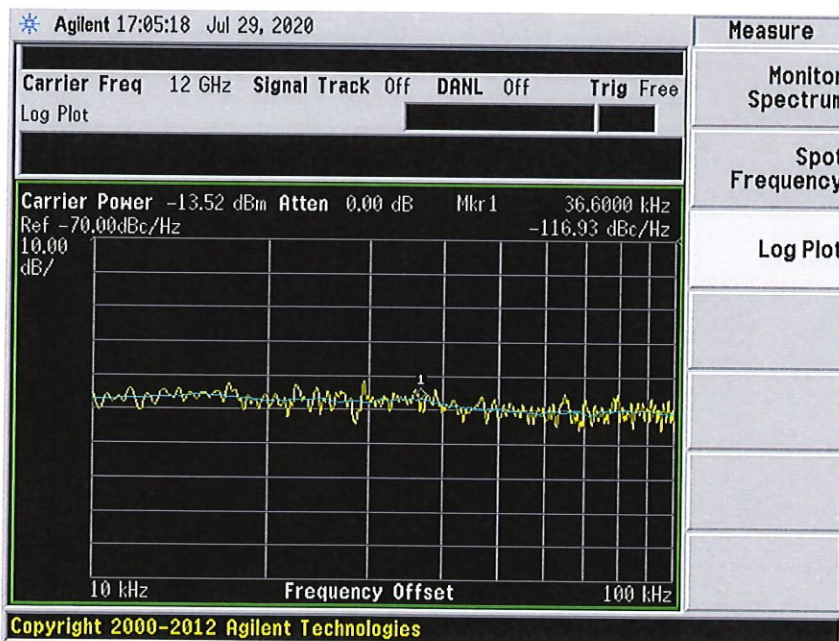 Agilent 17:05:18 Jul 29, 2020
Measure
Carrier Freq 12 GHz Signal Track Off DANL Off Trig Free
Log Plot
Monitor
Spectrum
Spot
Frequency
Carrier Power -13.52 dBm Atten 0.00 dB Mkr1 36.6000 kHz
Ref -70.00dBc/Hz -116.93 dBc/Hz
10.00
dB/
Log Plot
1
10 kHz Frequency Offset 100 kHz
Copyright 2000-2012 Agilent Technologies